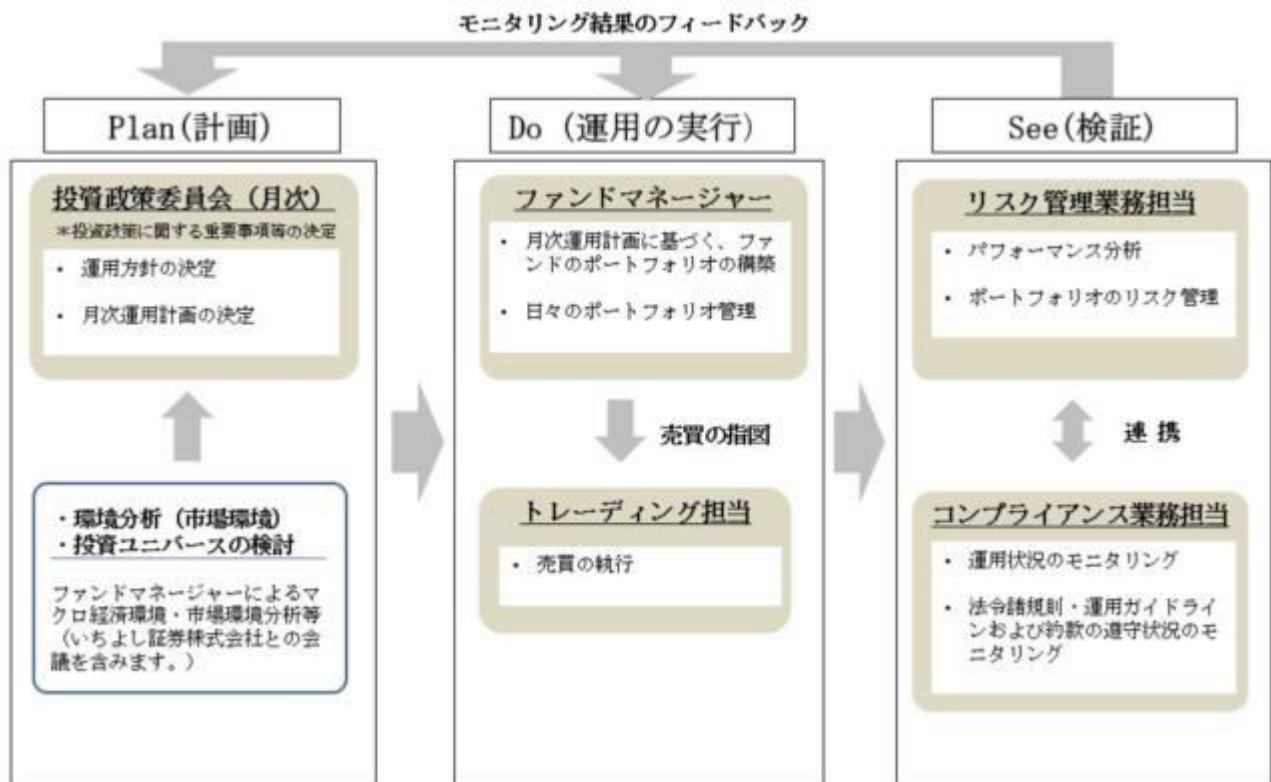 モニタリング結果のフィードバック
Plan(計画)
投資政策委員会（月次）
＊投資政策に関する重要事項等の決定
・ 運用方針の決定
・ 月次運用計画の決定
・環境分析（市場環境）
・投資ユニバースの検討
ファンドマネージャーによるマ
クロ経済環境・市場環境分析等
（いちよし証券株式会社との会
議を含みます。）
Do（運用の実行）
ファンドマネージャー
・ 月次運用計画に基づく、ファ
ンドのポートフォリオの構築
・ 日々のポートフォリオ管理
売買の指図
トレーディング担当
・ 売買の執行
See(検証)
リスク管理業務担当
・ パフォーマンス分析
・ ポートフォリオのリスク管理
連 携
コンプライアンス業務担当
・ 運用状況のモニタリング
・ 法令諸規則・運用ガイドライ
ンおよび約款の遵守状況のモ
ニタリング